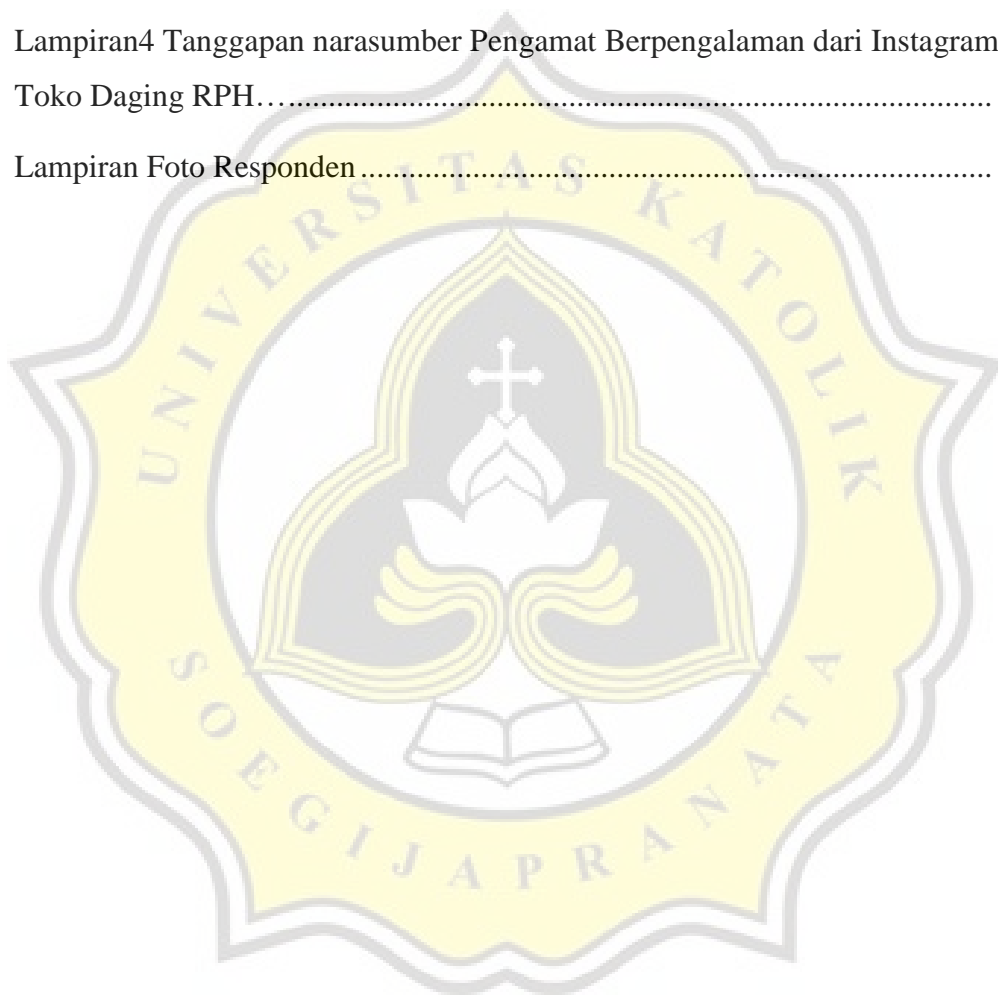 Lampiran4 Tanggapan narasumber Pengamat Berpengalaman dari Instagram
Toko Daging RPH…........................................................................................
Lampiran Foto Responden...............................................................................
UNIVERSITAS KATOLIK
SOEGIJAPRANATA